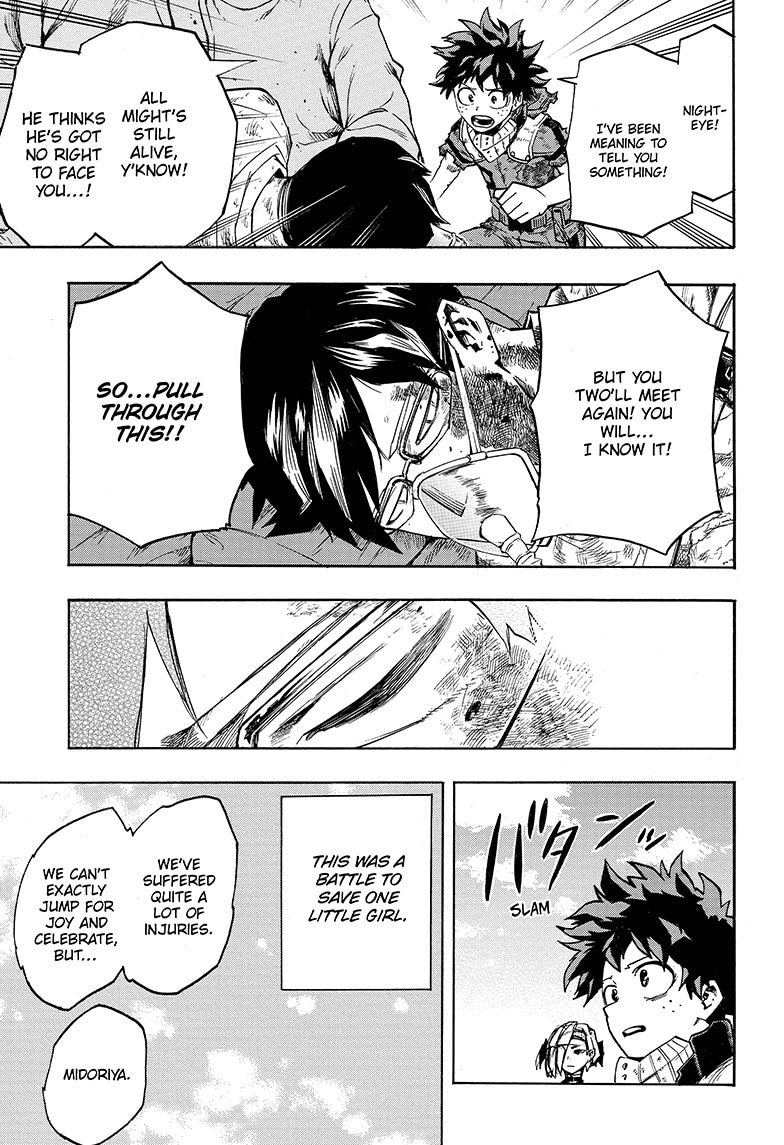 NIGHT-
EYE!
I'VE BEEN
MEANING TO
TELL YOU
SOMETHING!
ALL
MIGHT'S
STILL
ALIVE,
Y'KNOW!
HE THINKS
HE'S GOT
NO RIGHT
TO FACE
YOU...!
BUT YOU
TWO'LL MEET
AGAIN! YOU
WILL...
I KNOW IT!
SO...PULL
THROUGH
THIS!!
バタンッ
SLAM
THIS WAS A
BATTLE TO
SAVE ONE
LITTLE GIRL.
WE'VE
SUFFERED
QUITE A
LOT OF
INJURIES.
WE CAN'T
EXACTLY
JUMP FOR
JOY AND
CELEBRATE,
BUT...
MIDORIYA.